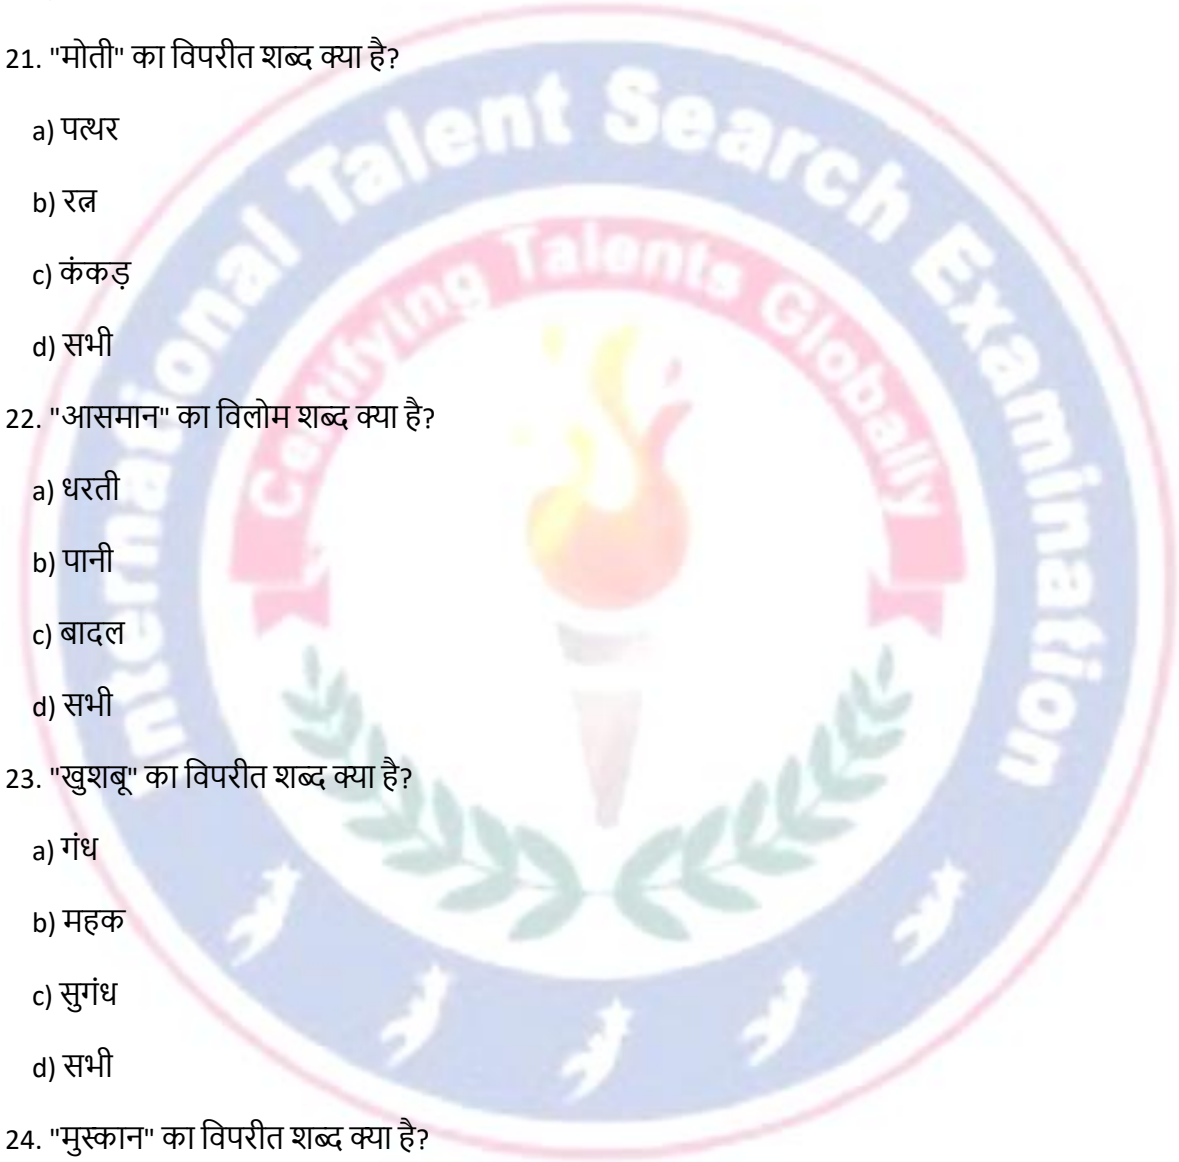 21. "मोती" का विपरीत शब्द क्या है?
a) पत्थर
b) रत्न
c) कंकड़
d) सभी
22. "आसमान" का विलोम शब्द क्या है?
a) धरती
b) पानी
c) बादल
d) सभी
23. "खुशबू" का विपरीत शब्द क्या है?
a) गंध
b) महक
c) सुगंध
d) सभी
24. "मुस्कान" का विपरीत शब्द क्या है?
International Talent Search Examination
Certifying Talents Globally